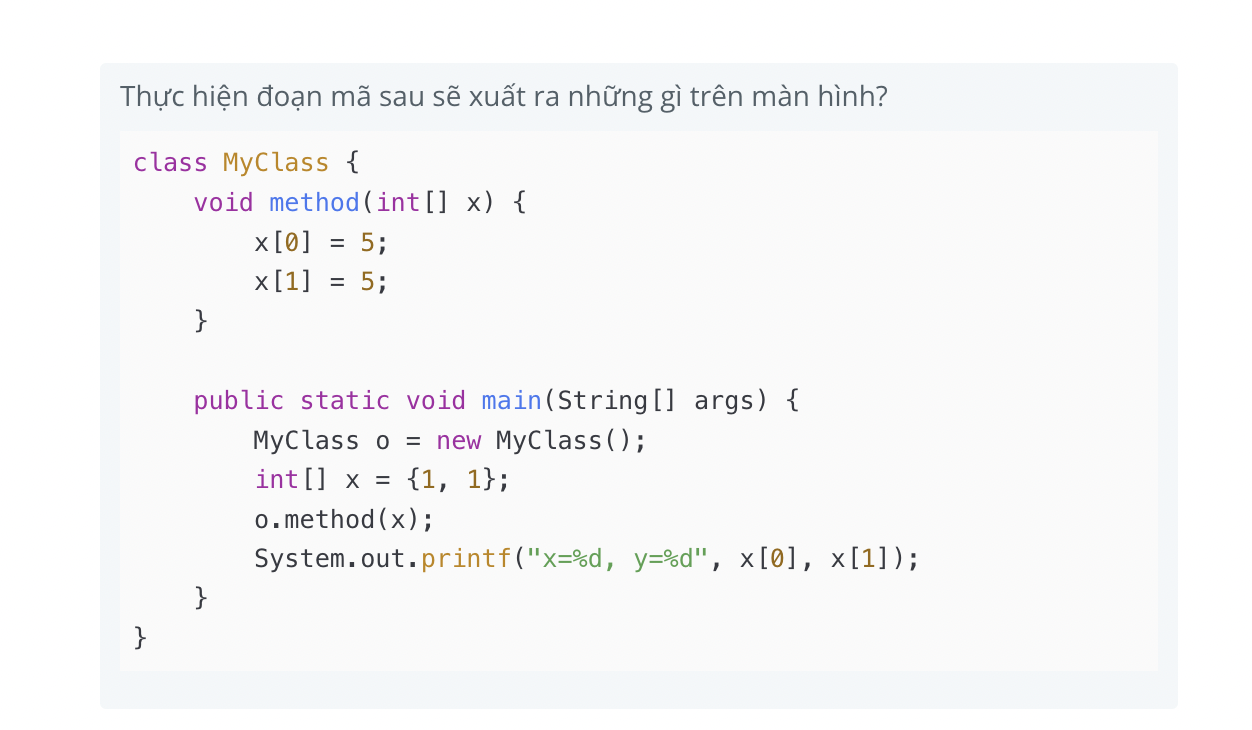 Thực hiện đoạn mã sau sẽ xuất ra những gì trên màn hình?
class MyClass {
    void method(int[] x) {
        x[0] = 5;
        x[1] = 5;
    }
    public static void main(String[] args) {
        MyClass o = new MyClass();
        int[] x = {1, 1};
        o.method(x);
        System.out.printf("x=%d, y=%d", x[0], x[1]);
    }
}